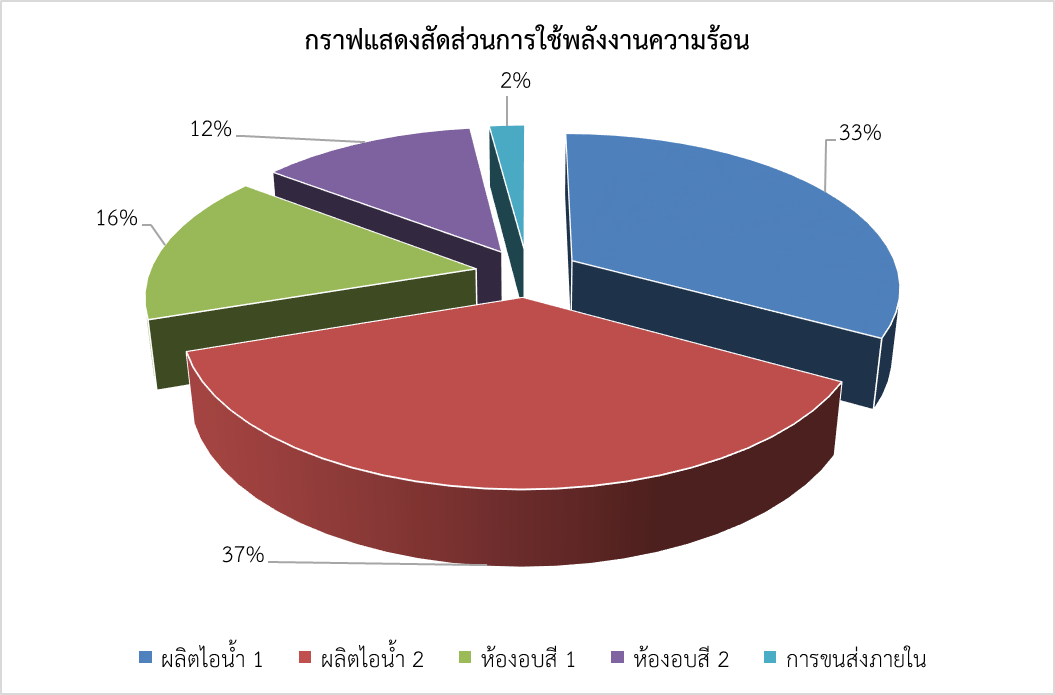 กราฟแสดงสัดส่วนการใช้พลังงานความร้อน
2%
12%
33%
16%
37%
ผลิตไอน้ำ 1 ผลิตไอน้ำ 2 ห้องอบสี 1 ห้องอบสี 2 การขนส่งภายใน